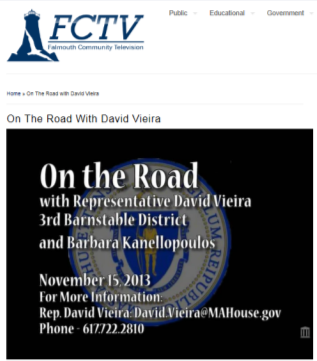 FCTV
Falmouth Community Television
Public Educational Government
Home » On The Road with David Vieira
On The Road With David Vieira
On the Road
with Representative David Vieira
3rd Barnstable District
and Barbara Kanellopoulos
November 15, 2013
For More Information:
Rep. David Vieira: David.Vieira@MAHouse.gov
Phone - 617.722.2810